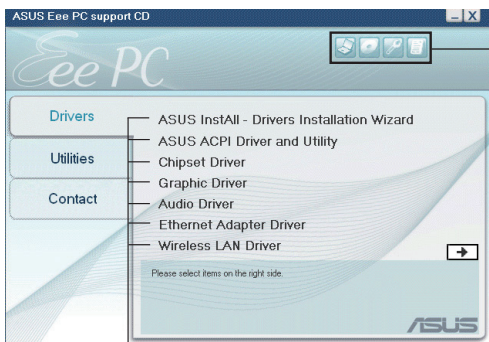 ASUS Eee PC support CD
Eee PC
Drivers
Utilities
Contact
ASUS InstAll - Drivers Installation Wizard
ASUS ACPI Driver and Utility
Chipset Driver
Graphic Driver
Audio Driver
Ethernet Adapter Driver
Wireless LAN Driver
Please select items on the right side.
ASUS